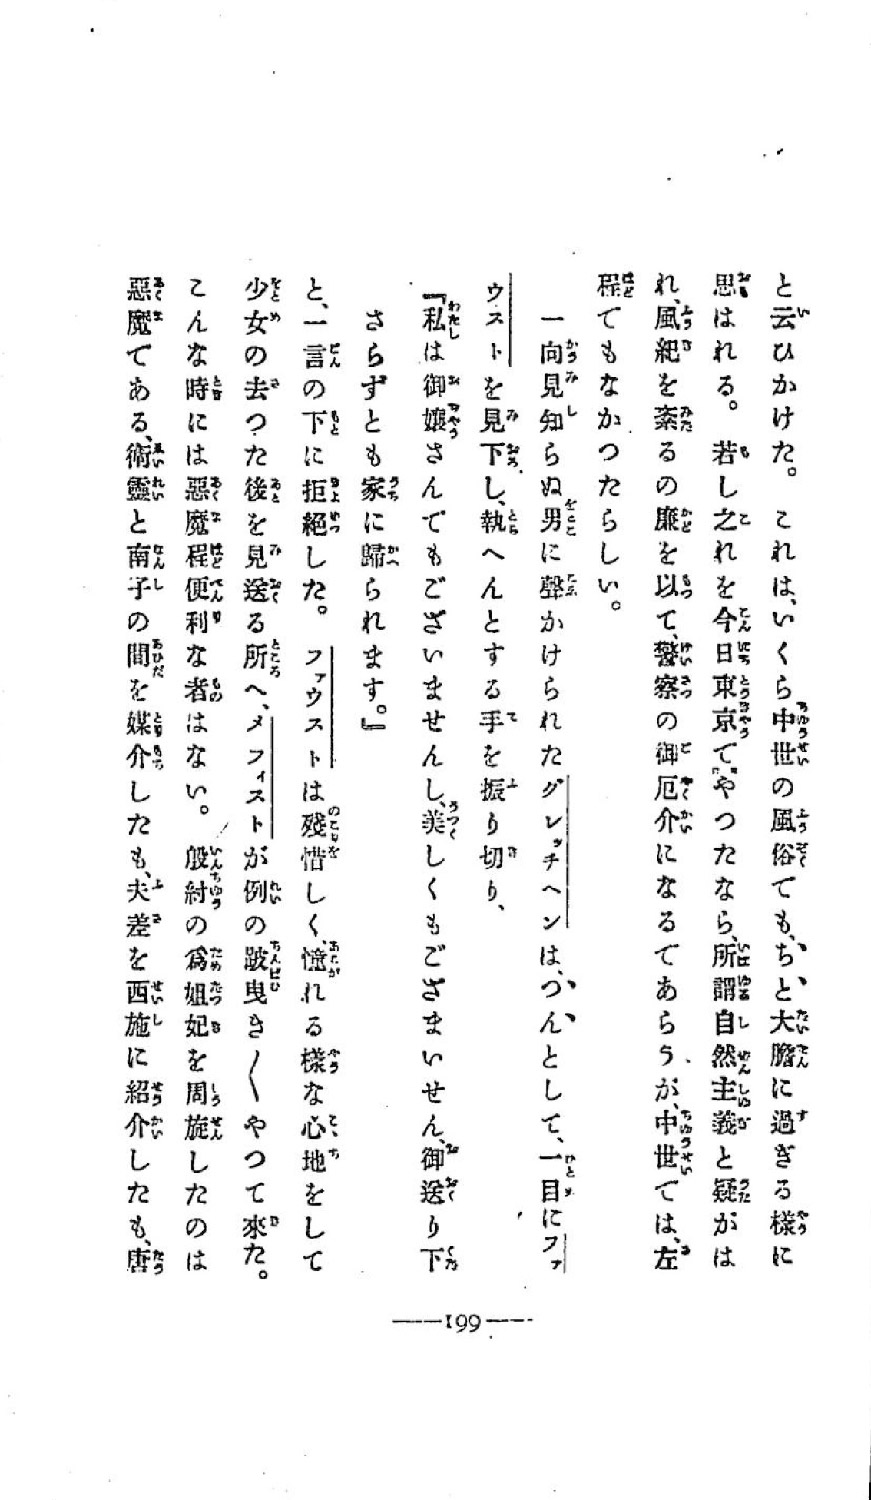 と云ひかけた。これは、いくら中世の風俗でも、ちと大膽に過ぎる様に
思はれる。若し之れを今日東京で、やつたなら、所謂自然主義と疑がは
れ、風紀を紊るの廉を以て、警察の御厄介になるであらうが、中世では、左
程でもなかつたらしい。
一向見知らぬ男に聲かけられたグレッチヘンは、つんとして、一目にファ
ウストを見下し、執へんとする手を振り切り、
『私は御嬢さんでもございませんし、美しくもござまいせん、御送り下
さらずとも家に歸られます。』
と、一言の下に拒絶した。ファウストは殘惜しく、憧れる様な心地をして
少女の去つた後を見送る所へ、メフィストが例の跛曳き〱やつて來た。
こんな時には惡魔程便利な者はない。殷紂の爲妲妃を周旋したのは
惡魔である、衛靈と南子の間を媒介したも、夫差を西施に紹介したも、唐
——199——